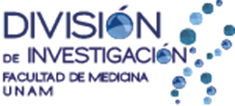 DIVISIÓN
DE INVESTIGACIÓN
FACULTAD DE MEDICINA
UNAM